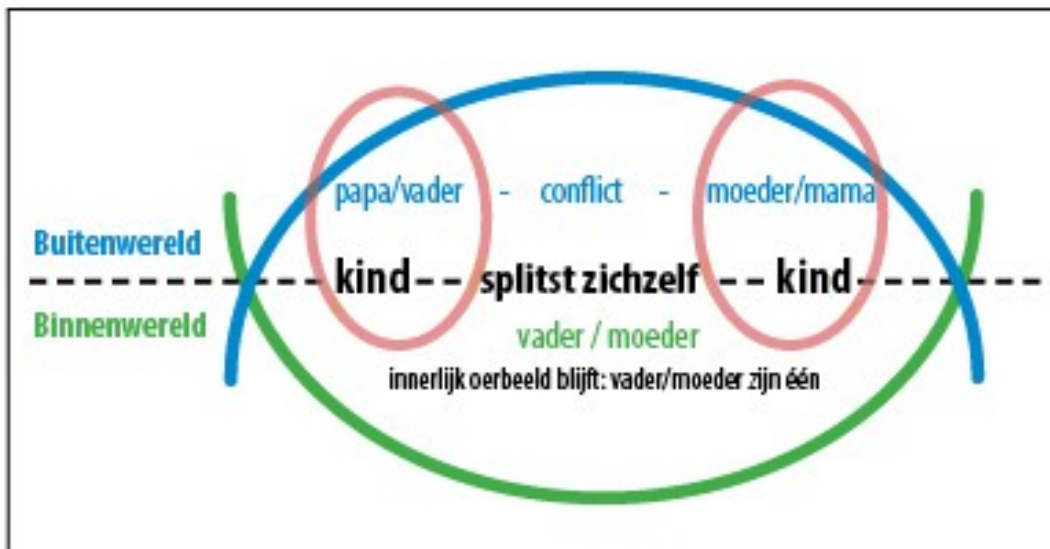 papa/vader - conflict - moeder/mama
Buitenwereld
kind splitst zichzelf kind
Binnenwereld
vader / moeder
innerlijk oerbeeld blijft: vader/moeder zijn één